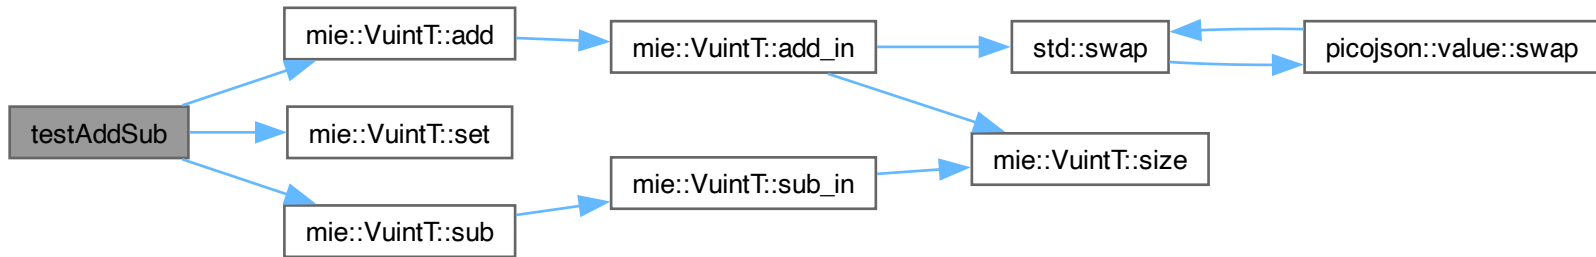 testAddSub
mie::VuintT::add
mie::VuintT::set
mie::VuintT::sub
mie::VuintT::add_in
mie::VuintT::sub_in
std::swap
mie::VuintT::size
picojson::value::swap